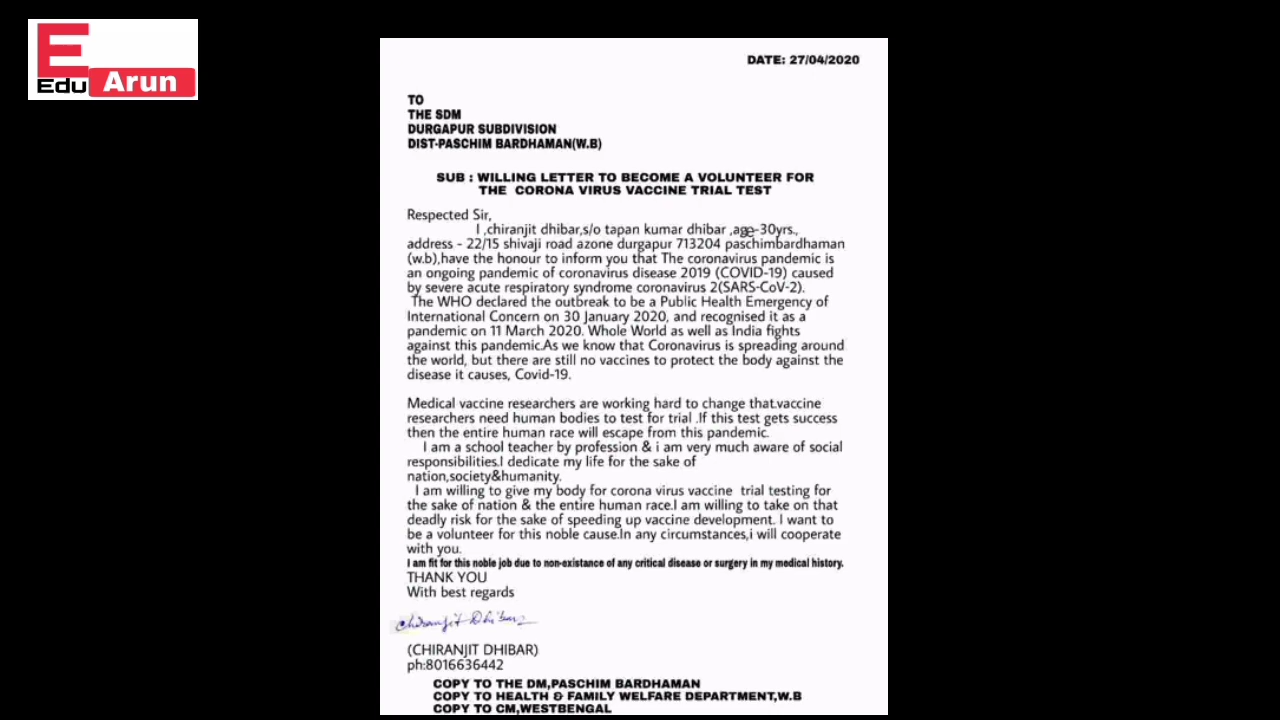 E
Edu Arun
DATE: 27/04/2020
TO
THE SDM
DURGAPUR SUBDIVISION
DIST-PASCHIM BARDHAMAN(W.B)
SUB : WILLING LETTER TO BECOME A VOLUNTEER FOR
THE CORONA VIRUS VACCINE TRIAL TEST
Respected Sir,
I ,chiranjit dhibar,s/o tapan kumar dhibar ,age-30yrs.,
address - 22/15 shivaji road azone durgapur 713204 paschimbardhaman
(w.b),have the honour to inform you that The coronavirus pandemic is
an ongoing pandemic of coronavirus disease 2019 (COVID-19) caused
by severe acute respiratory syndrome coronavirus 2(SARS-CoV-2).
The WHO declared the outbreak to be a Public Health Emergency of
International Concern on 30 January 2020, and recognised it as a
pandemic on 11 March 2020. Whole World as well as India fights
against this pandemic.As we know that Coronavirus is spreading around
the world, but there are still no vaccines to protect the body against the
disease it causes, Covid-19.
Medical vaccine researchers are working hard to change that.vaccine
researchers need human bodies to test for trial .If this test gets success
then the entire human race will escape from this pandemic.
I am a school teacher by profession & i am very much aware of social
responsibilities.I dedicate my life for the sake of
nation,society&humanity.
I am willing to give my body for corona virus vaccine trial testing for
the sake of nation & the entire human race.I am willing to take on that
deadly risk for the sake of speeding up vaccine development. I want to
be a volunteer for this noble cause.In any circumstances,i will cooperate
with you.
I am fit for this noble job due to non-existance of any critical disease or surgery in my medical history.
THANK YOU
With best regards
Chiranjit Dhibar
(CHIRANJIT DHIBAR)
ph:8016636442
COPY TO THE DM,PASCHIM BARDHAMAN
COPY TO HEALTH & FAMILY WELFARE DEPARTMENT,W.B
COPY TO CM,WESTBENGAL